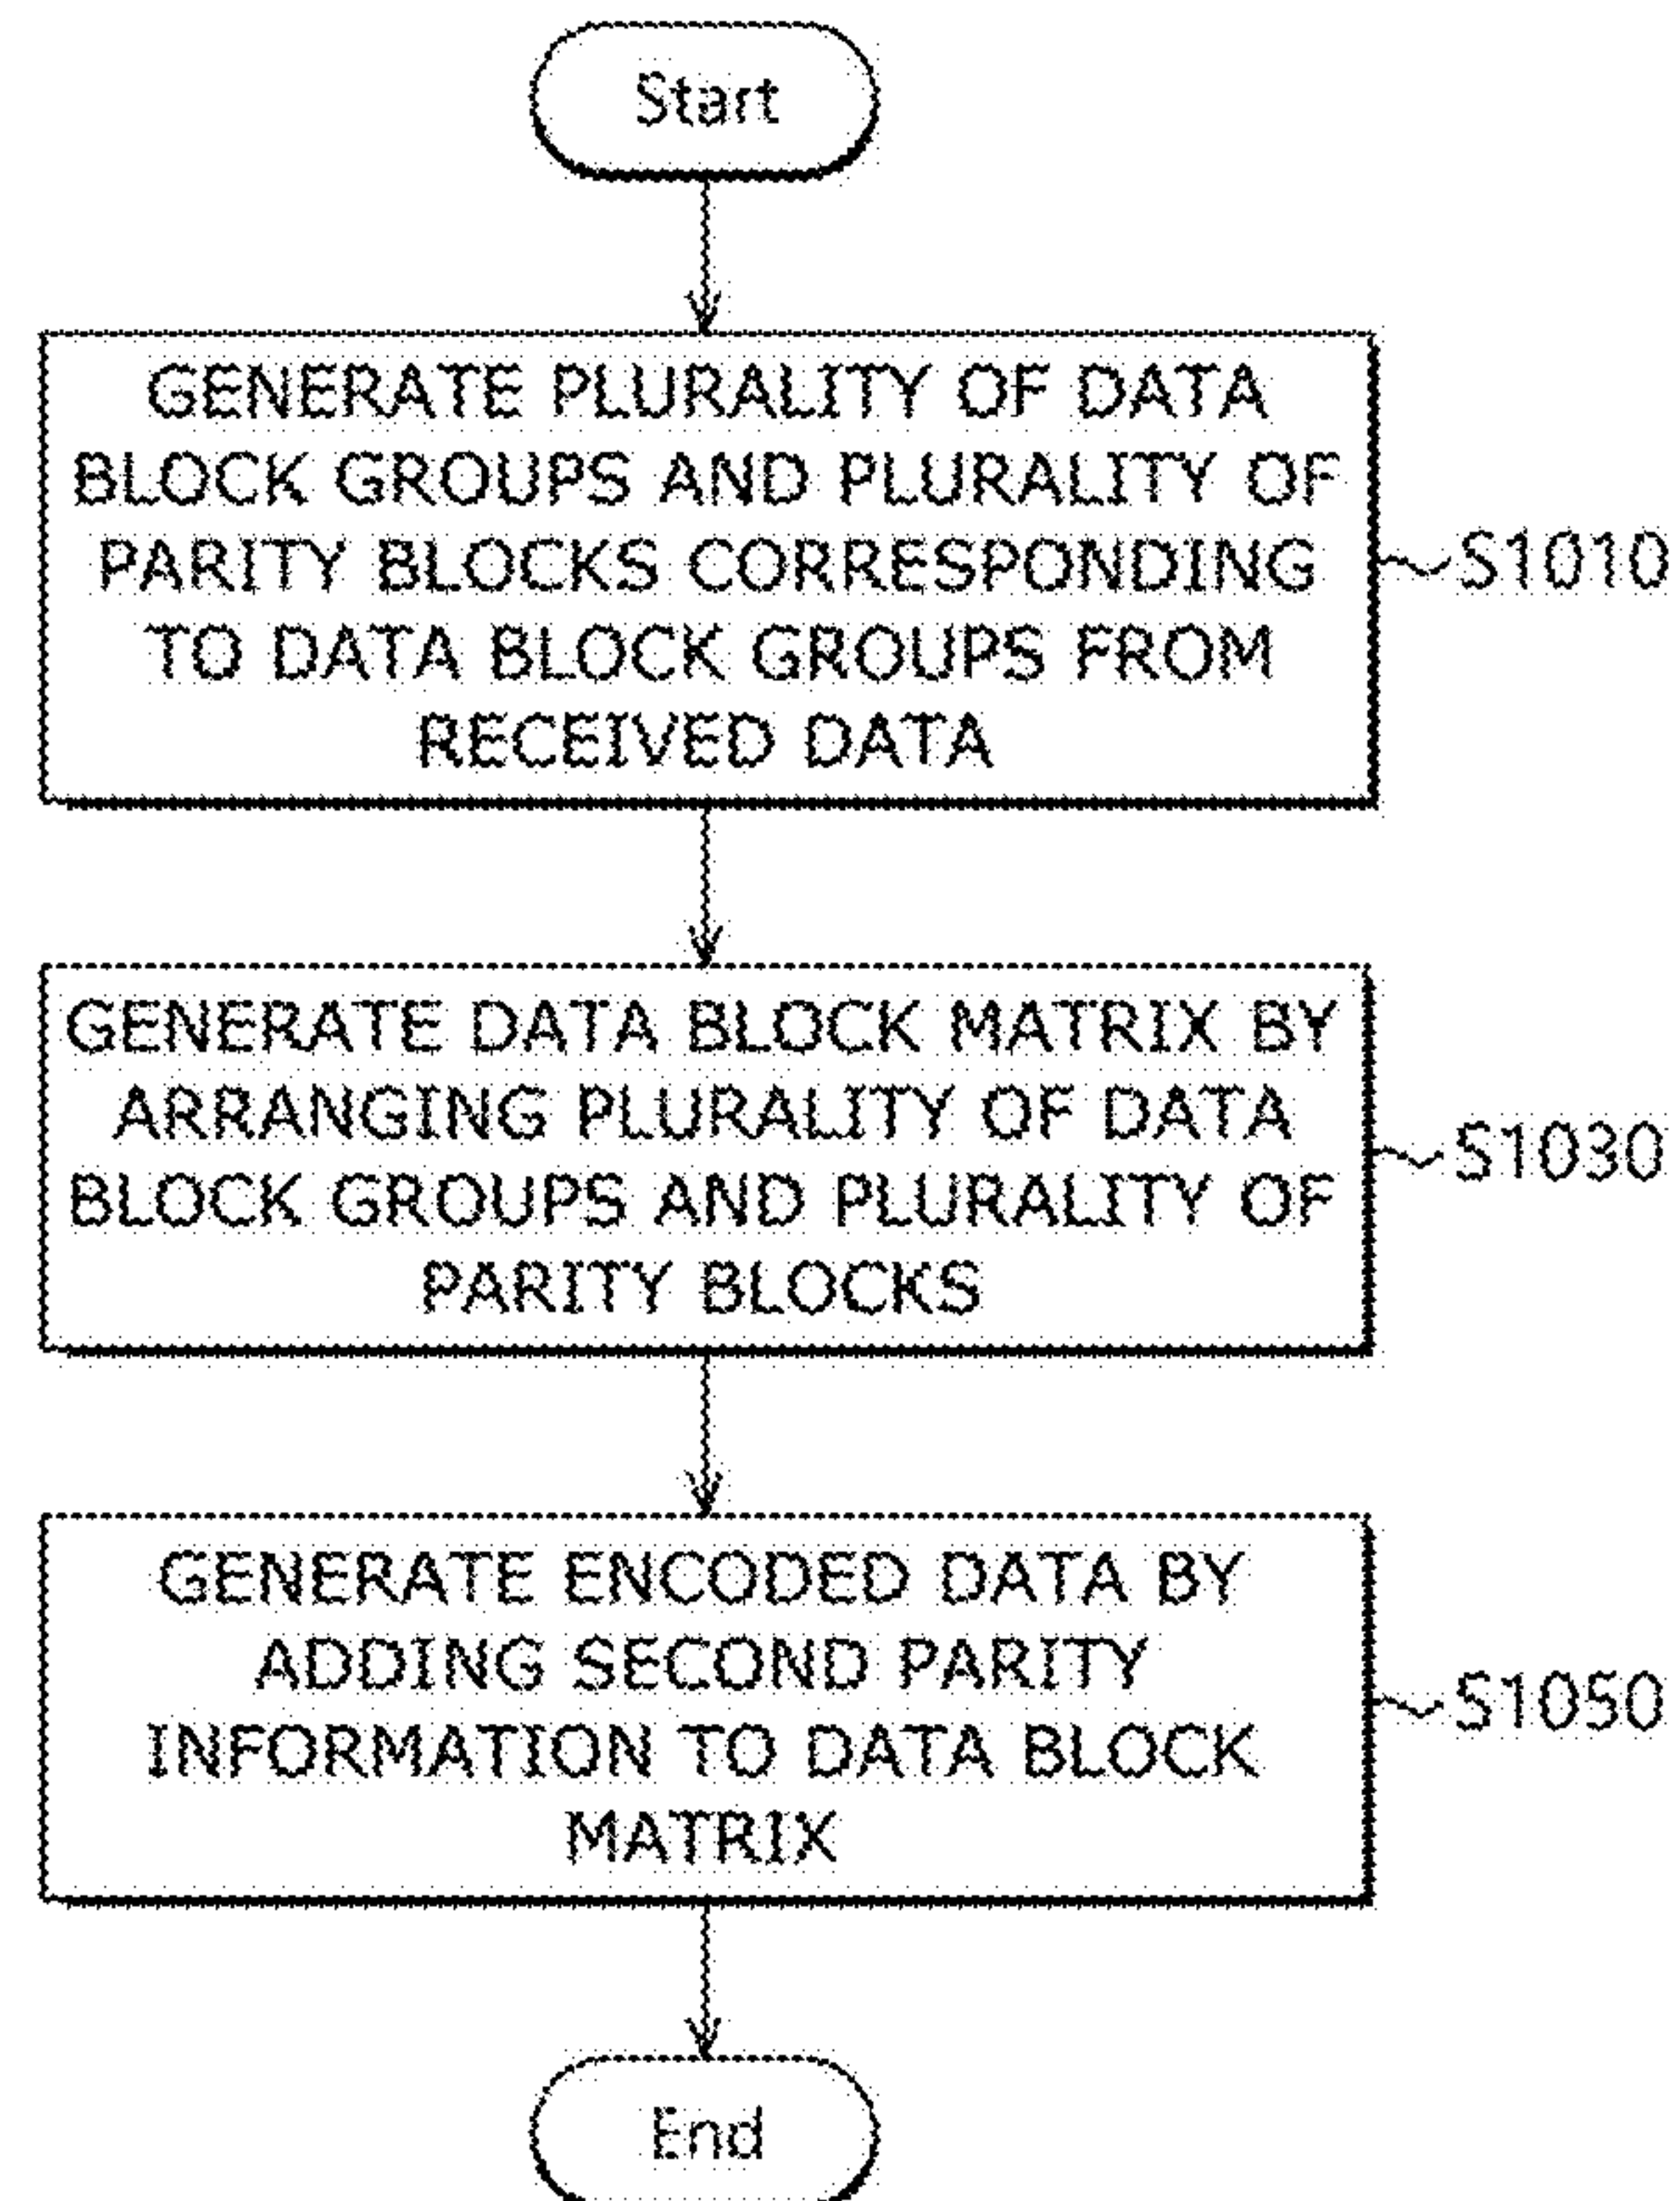 Start
GENERATE PLURALITY OF DATA
BLOCK GROUPS AND PLURALITY OF
PARITY BLOCKS CORRESPONDING
TO DATA BLOCK GROUPS FROM
RECEIVED DATA
S1010
GENERATE DATA BLOCK MATRIX BY
ARRANGING PLURALITY OF DATA
BLOCK GROUPS AND PLURALITY OF
PARITY BLOCKS
S1030
GENERATE ENCODED DATA BY
ADDING SECOND PARITY
INFORMATION TO DATA BLOCK
MATRIX
S1050
End